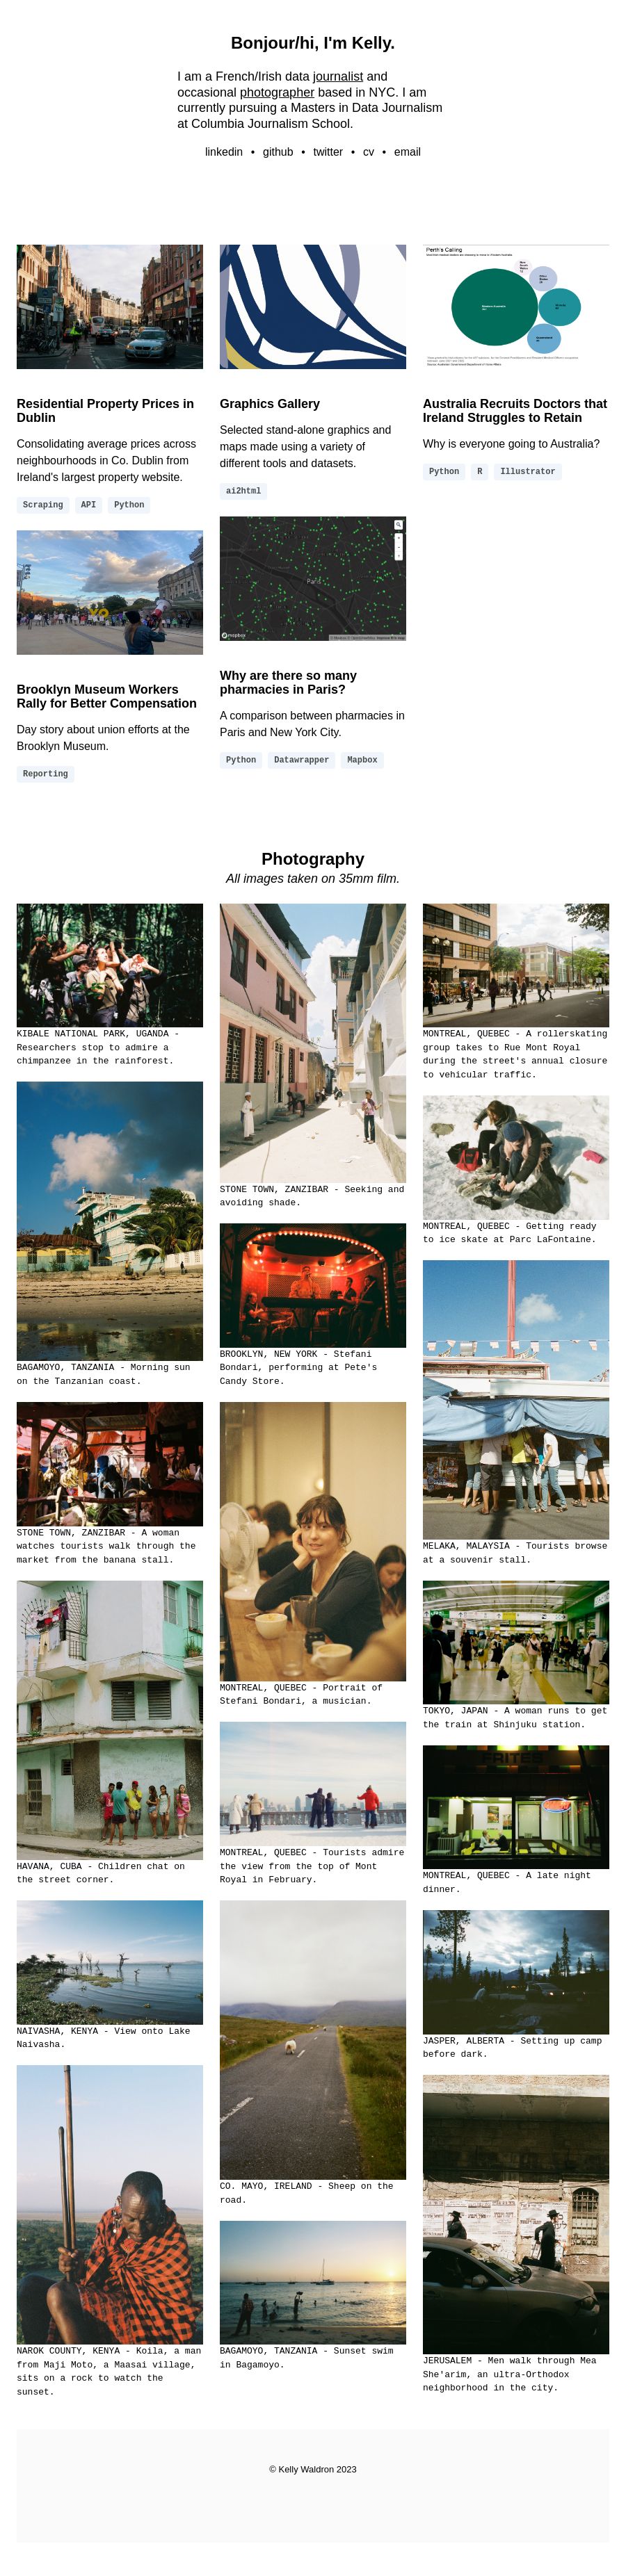 Bonjour/hi, I'm Kelly.
I am a French/Irish data journalist and
occasional photographer based in NYC. I am
currently pursuing a Masters in Data Journalism
at Columbia Journalism School.
linkedin • github • twitter • cv • email
Perth's Calling
Residential Property Prices in
Dublin
Consolidating average prices across
neighbourhoods in Co. Dublin from
Ireland's largest property website.
Scraping API Python
Brooklyn Museum Workers
Rally for Better Compensation
Day story about union efforts at the
Brooklyn Museum.
Reporting
Graphics Gallery
Selected stand-alone graphics and
maps made using a variety of
different tools and datasets.
ai2html
Paris
mapbox
Why are there so many
pharmacies in Paris?
A comparison between pharmacies in
Paris and New York City.
Python Datawrapper Mapbox
Australia Recruits Doctors that
Ireland Struggles to Retain
Why is everyone going to Australia?
Python R Illustrator
Photography
All images taken on 35mm film.
KIBALE NATIONAL PARK, UGANDA -
Researchers stop to admire a
chimpanzee in the rainforest.
BAGAMOYO, TANZANIA - Morning sun
on the Tanzanian coast.
STONE TOWN, ZANZIBAR - A woman
watches tourists walk through the
market from the banana stall.
HAVANA, CUBA - Children chat on
the street corner.
NAIVASHA, KENYA - View onto Lake
Naivasha.
NAROK COUNTY, KENYA - Koila, a man
from Maji Moto, a Maasai village,
sits on a rock to watch the
sunset.
STONE TOWN, ZANZIBAR - Seeking and
avoiding shade.
BROOKLYN, NEW YORK - Stefani
Bondari, performing at Pete's
Candy Store.
MONTREAL, QUEBEC - Portrait of
Stefani Bondari, a musician.
MONTREAL, QUEBEC - Tourists admire
the view from the top of Mont
Royal in February.
CO. MAYO, IRELAND - Sheep on the
road.
BAGAMOYO, TANZANIA - Sunset swim
in Bagamoyo.
MONTREAL, QUEBEC - A rollerskating
group takes to Rue Mont Royal
during the street's annual closure
to vehicular traffic.
MONTREAL, QUEBEC - Getting ready
to ice skate at Parc LaFontaine.
MELAKA, MALAYSIA - Tourists browse
at a souvenir stall.
TOKYO, JAPAN - A woman runs to get
the train at Shinjuku station.
FRITES
MONTREAL, QUEBEC - A late night
dinner.
JASPER, ALBERTA - Setting up camp
before dark.
JERUSALEM - Men walk through Mea
She'arim, an ultra-Orthodox
neighborhood in the city.
© Kelly Waldron 2023